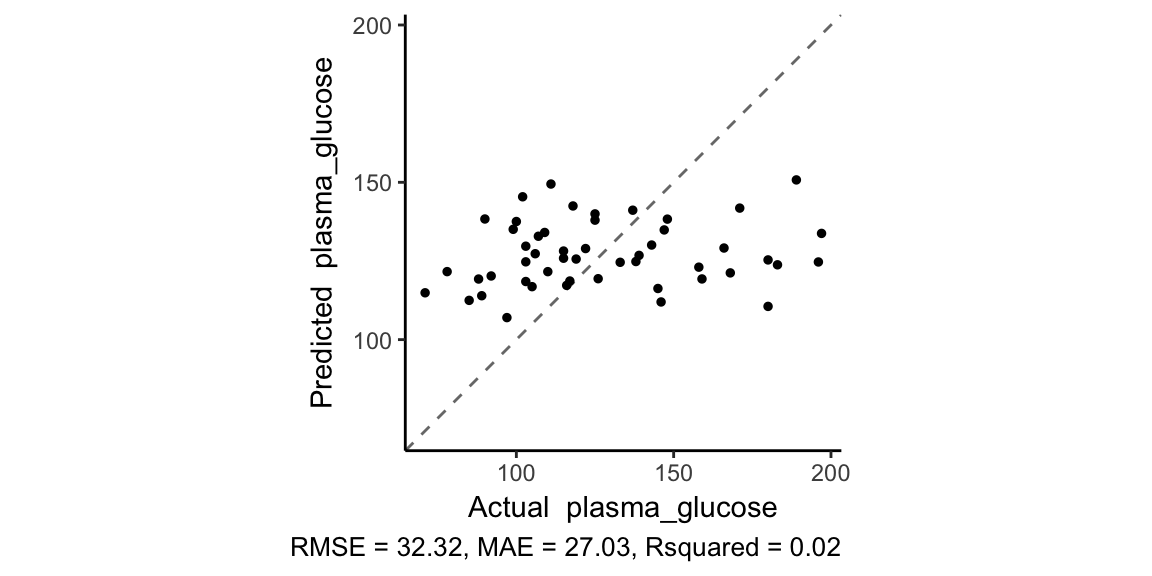 200
150
100
Predicted plasma_glucose
100 150 200
Actual plasma_glucose
RMSE = 32.32, MAE = 27.03, Rsquared = 0.02